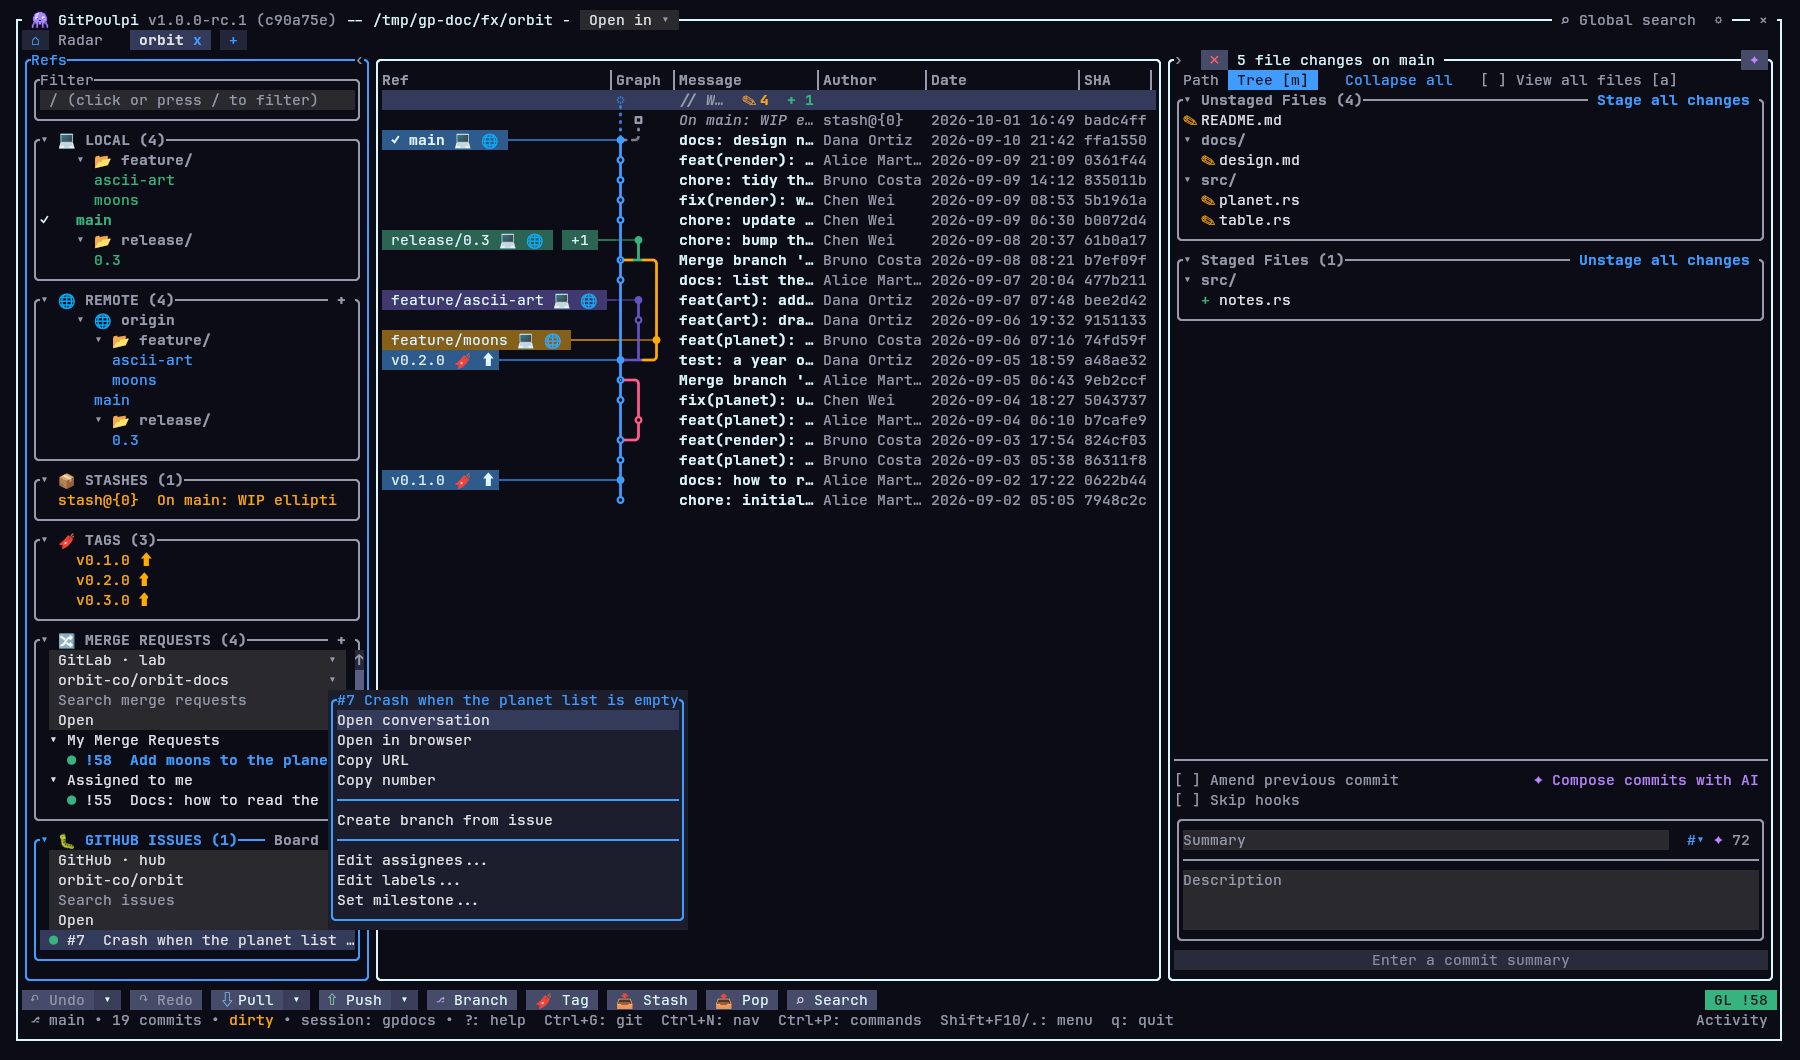 GitPoulpi v1.0.0-rc.1 (c90a75e) -- /tmp/gp-doc/fx/orbit - Open in ▾ ⌕ Global search ⚙ ×
⌂ Radar orbit x +
Refs ‹
Filter
/ (click or press / to filter)
▾ 💻 LOCAL (4)
▾ 📂 feature/
ascii-art
moons
✓ main
▾ 📂 release/
0.3
▾ 🌐 REMOTE (4) +
▾ 🌐 origin
▾ 📂 feature/
ascii-art
moons
main
▾ 📂 release/
0.3
▾ 📦 STASHES (1)
stash@{0} On main: WIP ellipti
▾ 🔖 TAGS (3)
v0.1.0 ⬆
v0.2.0 ⬆
v0.3.0 ⬆
▾ 🔀 MERGE REQUESTS (4) +
GitLab · lab ▾
orbit-co/orbit-docs ▾
Search merge requests
Open
▾ My Merge Requests
● !58 Add moons to the plane
▾ Assigned to me
● !55 Docs: how to read the
▾ 🐛 GITHUB ISSUES (1) Board
GitHub · hub
orbit-co/orbit
Search issues
Open
● #7 Crash when the planet list …
Ref Graph Message Author Date SHA
// W… ✎ 4 + 1
On main: WIP e… stash@{0} 2026-10-01 16:49 badc4ff
✓ main 💻 🌐 docs: design n… Dana Ortiz 2026-09-10 21:42 ffa1550
feat(render): … Alice Mart… 2026-09-09 21:09 0361f44
chore: tidy th… Bruno Costa 2026-09-09 14:12 835011b
fix(render): w… Chen Wei 2026-09-09 08:53 5b1961a
chore: update … Chen Wei 2026-09-09 06:30 b0072d4
release/0.3 💻 🌐 +1 chore: bump th… Chen Wei 2026-09-08 20:37 61b0a17
Merge branch '… Bruno Costa 2026-09-08 08:21 b7ef09f
docs: list the… Alice Mart… 2026-09-07 20:04 477b211
feature/ascii-art 💻 🌐 feat(art): add… Dana Ortiz 2026-09-07 07:48 bee2d42
feat(art): dra… Dana Ortiz 2026-09-06 19:32 9151133
feature/moons 💻 🌐 feat(planet): … Bruno Costa 2026-09-06 07:16 74fd59f
v0.2.0 🔖 ⬆ test: a year o… Dana Ortiz 2026-09-05 18:59 a48ae32
Merge branch '… Alice Mart… 2026-09-05 06:43 9eb2ccf
fix(planet): u… Chen Wei 2026-09-04 18:27 5043737
feat(planet): … Alice Mart… 2026-09-04 06:10 b7cafe9
feat(render): … Bruno Costa 2026-09-03 17:54 824cf03
feat(planet): … Bruno Costa 2026-09-03 05:38 86311f8
v0.1.0 🔖 ⬆ docs: how to r… Alice Mart… 2026-09-02 17:22 0622b44
chore: initial… Alice Mart… 2026-09-02 05:05 7948c2c
#7 Crash when the planet list is empty
Open conversation
Open in browser
Copy URL
Copy number
Create branch from issue
Edit assignees...
Edit labels...
Set milestone...
› ✕ 5 file changes on main ✦
Path Tree [m] Collapse all [ ] View all files [a]
▾ Unstaged Files (4) Stage all changes
✎ README.md
▾ docs/
✎ design.md
▾ src/
✎ planet.rs
✎ table.rs
▾ Staged Files (1) Unstage all changes
▾ src/
+ notes.rs
[ ] Amend previous commit ✦ Compose commits with AI
[ ] Skip hooks
Summary #▾ ✦ 72
Description
Enter a commit summary
↶ Undo ▾ ↷ Redo ⇩ Pull ▾ ⇧ Push ▾ ⎇ Branch 🔖 Tag 📥 Stash 📤 Pop ⌕ Search GL !58
⎇ main • 19 commits • dirty • session: gpdocs • ?: help Ctrl+G: git Ctrl+N: nav Ctrl+P: commands Shift+F10/.: menu q: quit Activity